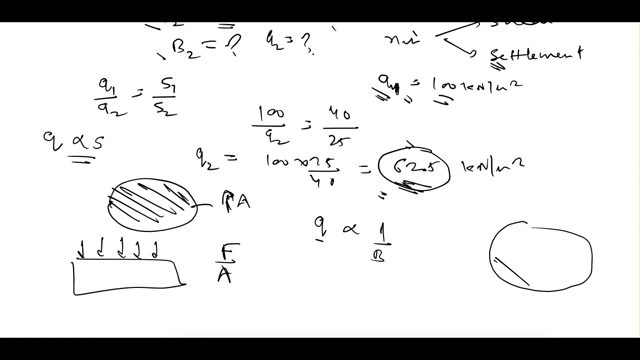 B2 = ? q2 = ?
Settlement
q1/q2 = S1/S2
= 100 kN/m²
q ∝ s
100/q2 = 40/25
q2 = 100 × 25/40 = 62.5 kN/m²
↑A
q ∝ 1/B
F/A